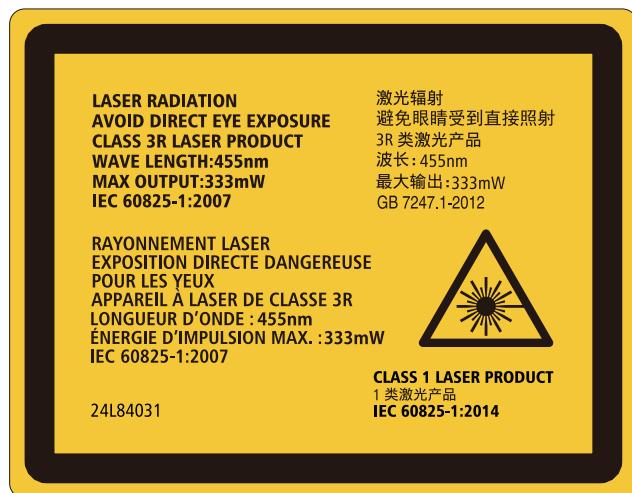 LASER RADIATION
AVOID DIRECT EYE EXPOSURE
CLASS 3R LASER PRODUCT
WAVE LENGTH:455nm
MAX OUTPUT:333mW
IEC 60825-1:2007
激光辐射
避免眼睛受到直接照射
3R 类激光产品
波长: 455nm
最大输出:333mW
GB 7247.1-2012
RAYONNEMENT LASER
EXPOSITION DIRECTE DANGEREUSE
POUR LES YEUX
APPAREIL À LASER DE CLASSE 3R
LONGUEUR D'ONDE : 455nm
ÉNERGIE D'IMPULSION MAX. :333mW
IEC 60825-1:2007
24L84031
CLASS 1 LASER PRODUCT
1 类激光产品
IEC 60825-1:2014